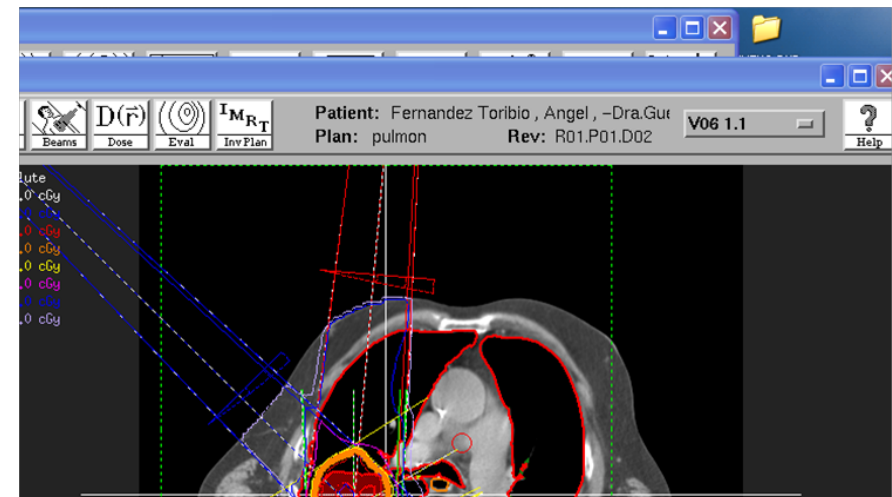 Beams
D(r⃗)
Dose
Eval
IMRT
Inv Plan
Patient: Fernandez Toribio , Angel , –Dra.Gue
Plan: pulmon Rev: R01.P01.D02
V06 1.1
?
Help
lute
.0 cGy
.0 cGy
.0 cGy
.0 cGy
.0 cGy
.0 cGy
.0 cGy